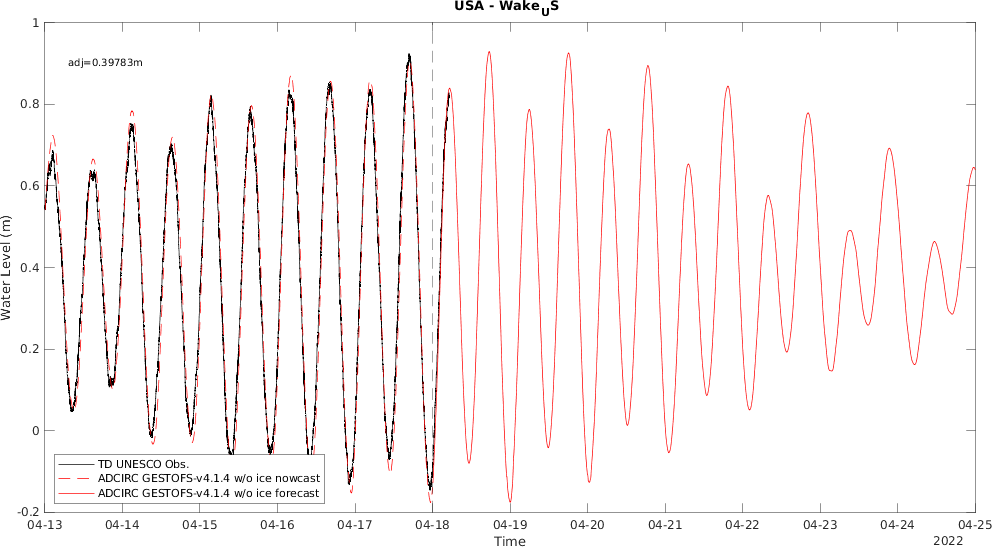 USA - Wake_US
1
adj=0.39783m
0.8
0.6
0.4
0.2
0
-0.2
Water Level (m)
TD UNESCO Obs.
ADCIRC GESTOFS-v4.1.4 w/o ice nowcast
ADCIRC GESTOFS-v4.1.4 w/o ice forecast
04-13 04-14 04-15 04-16 04-17 04-18 04-19 04-20 04-21 04-22 04-23 04-24 04-25
Time
2022